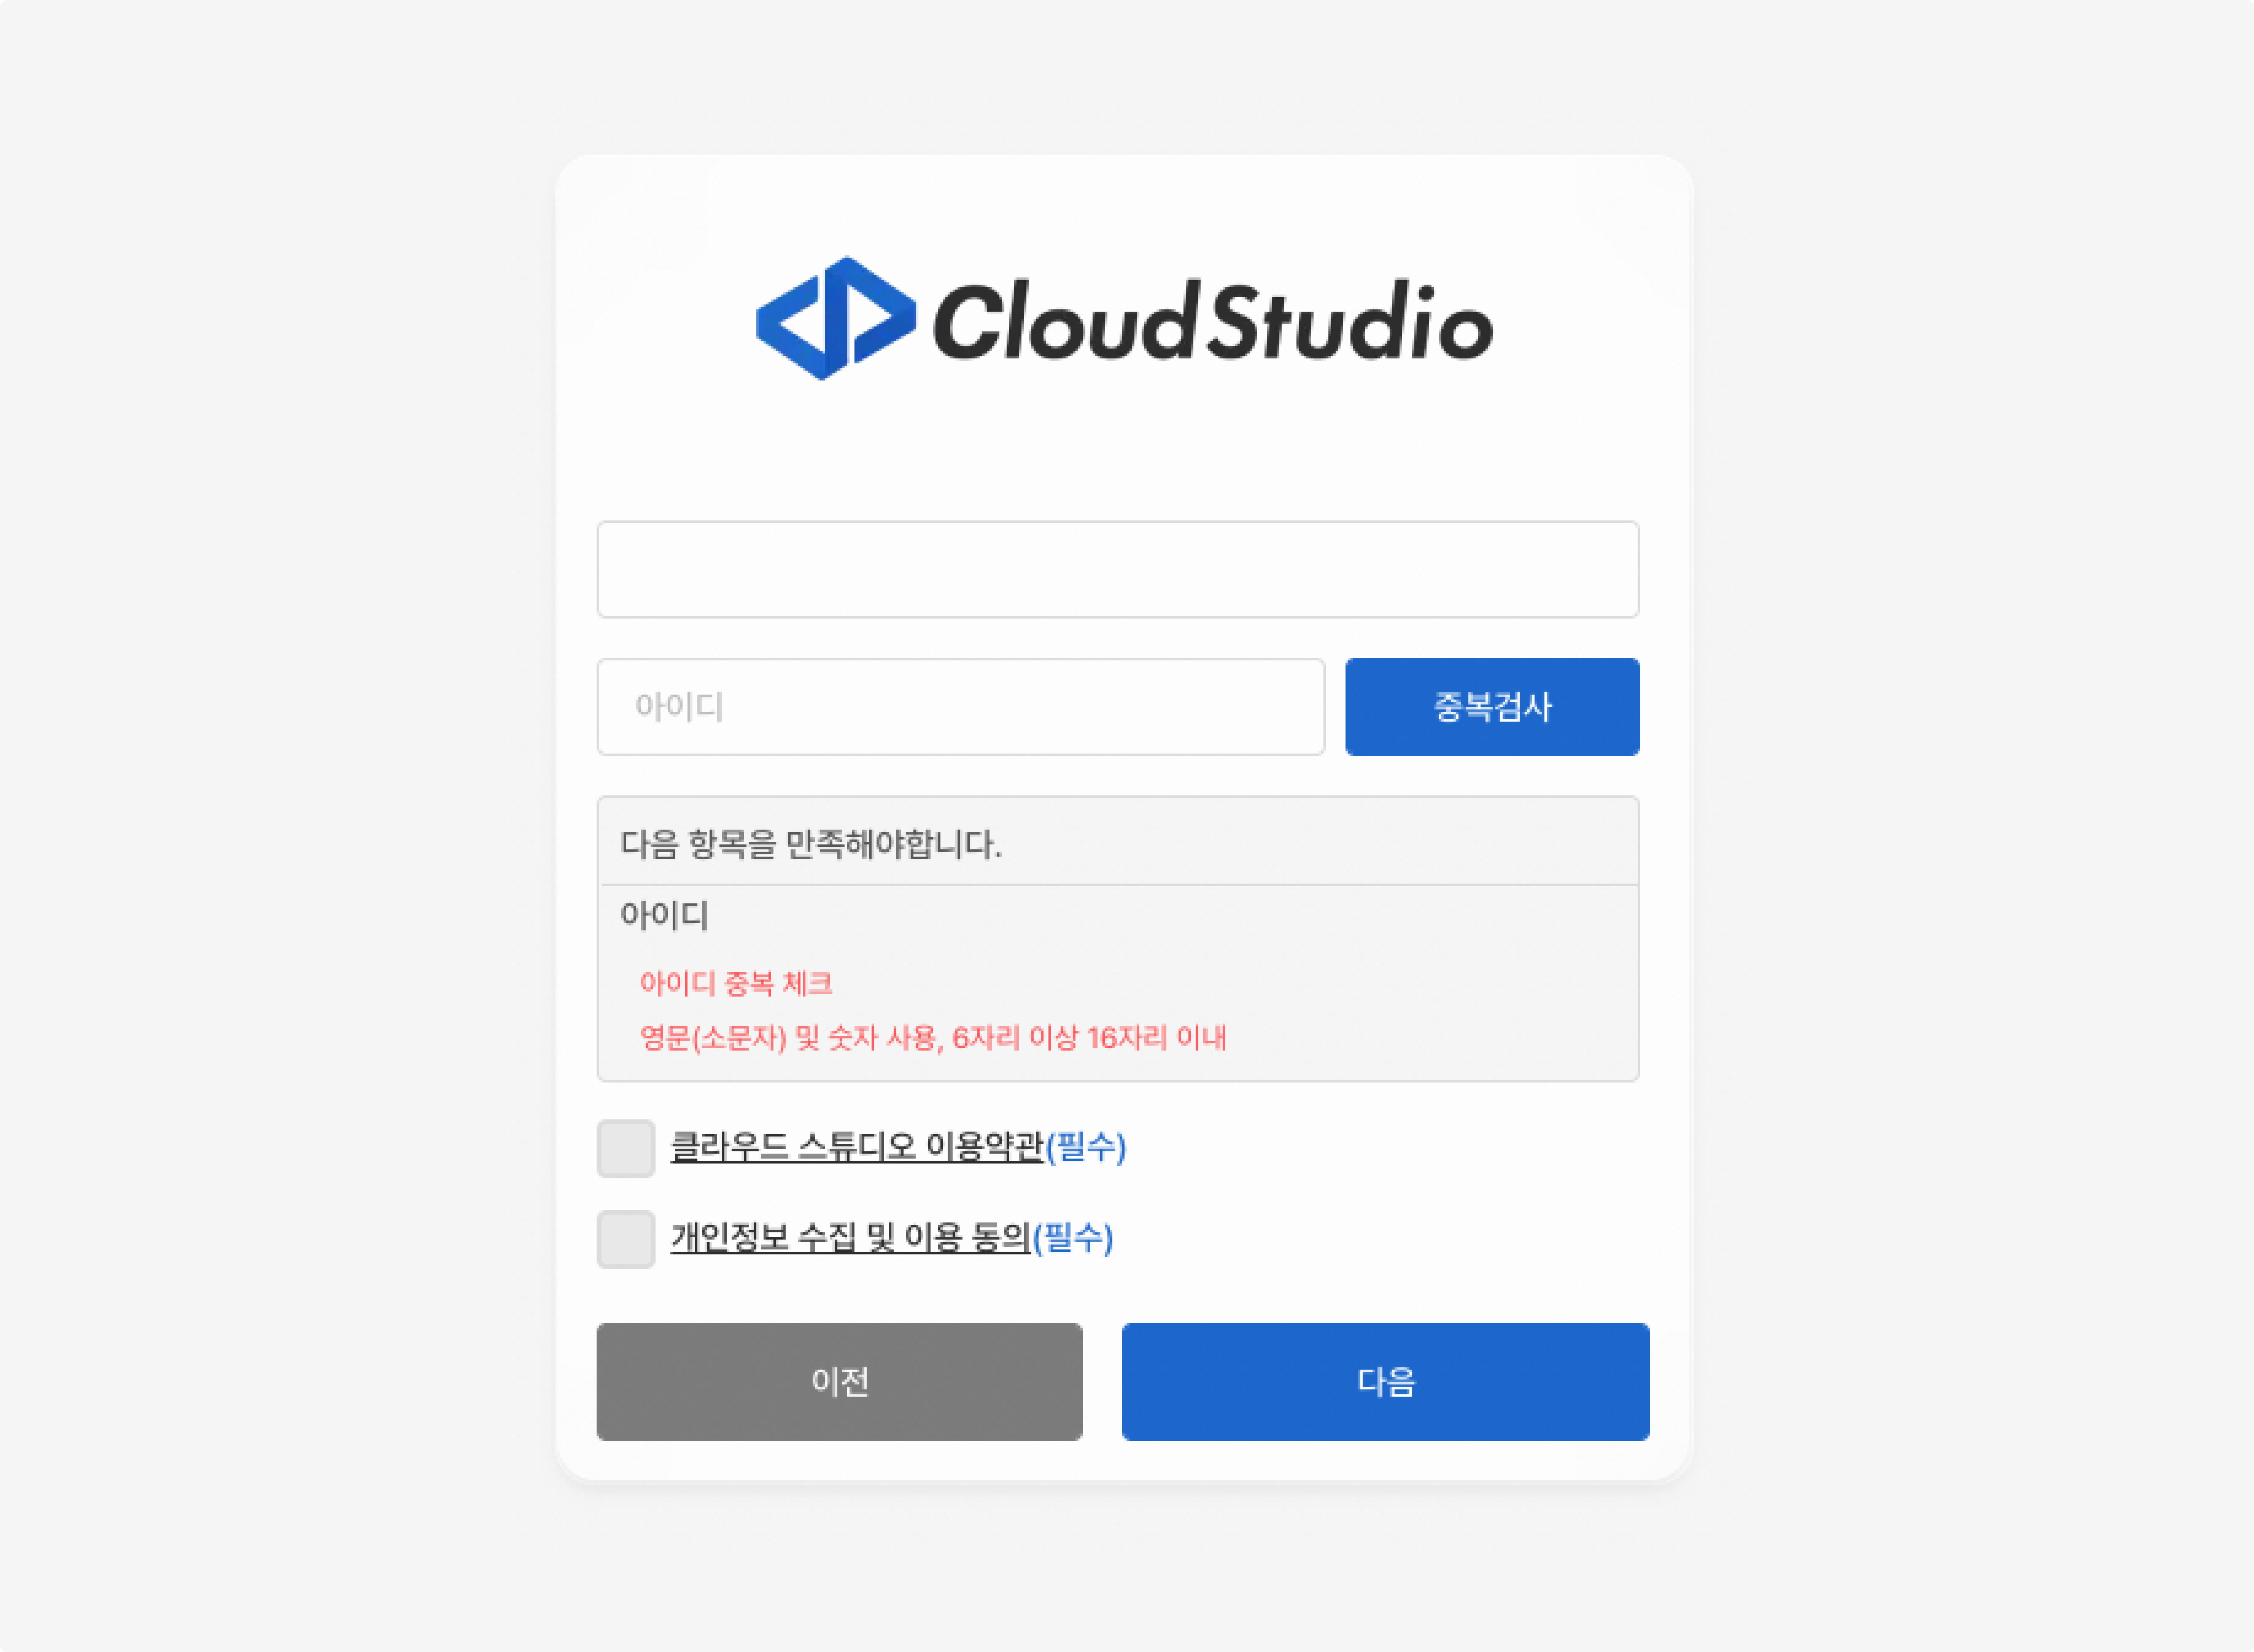 CloudStudio
아이디
중복검사
다음 항목을 만족해야합니다.
아이디
아이디 중복 체크
영문(소문자) 및 숫자 사용, 6자리 이상 16자리 이내
클라우드 스튜디오 이용약관(필수)
개인정보 수집 및 이용 동의(필수)
이전
다음